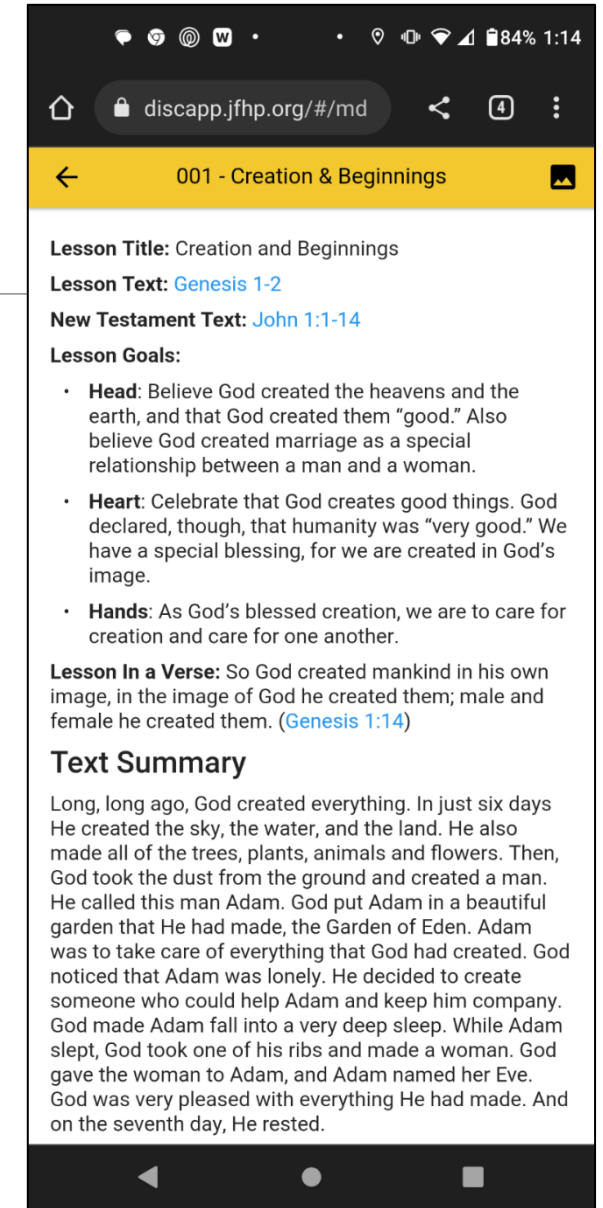 84% 1:14
discapp.jfhp.org/#/md
4
001 - Creation & Beginnings
Lesson Title: Creation and Beginnings
Lesson Text: Genesis 1-2
New Testament Text: John 1:1-14
Lesson Goals:
• Head: Believe God created the heavens and the
earth, and that God created them “good.” Also
believe God created marriage as a special
relationship between a man and a woman.
• Heart: Celebrate that God creates good things. God
declared, though, that humanity was “very good.” We
have a special blessing, for we are created in God’s
image.
• Hands: As God’s blessed creation, we are to care for
creation and care for one another.
Lesson In a Verse: So God created mankind in his own
image, in the image of God he created them; male and
female he created them. (Genesis 1:14)
Text Summary
Long, long ago, God created everything. In just six days
He created the sky, the water, and the land. He also
made all of the trees, plants, animals and flowers. Then,
God took the dust from the ground and created a man.
He called this man Adam. God put Adam in a beautiful
garden that He had made, the Garden of Eden. Adam
was to take care of everything that God had created. God
noticed that Adam was lonely. He decided to create
someone who could help Adam and keep him company.
God made Adam fall into a very deep sleep. While Adam
slept, God took one of his ribs and made a woman. God
gave the woman to Adam, and Adam named her Eve.
God was very pleased with everything He had made. And
on the seventh day, He rested.